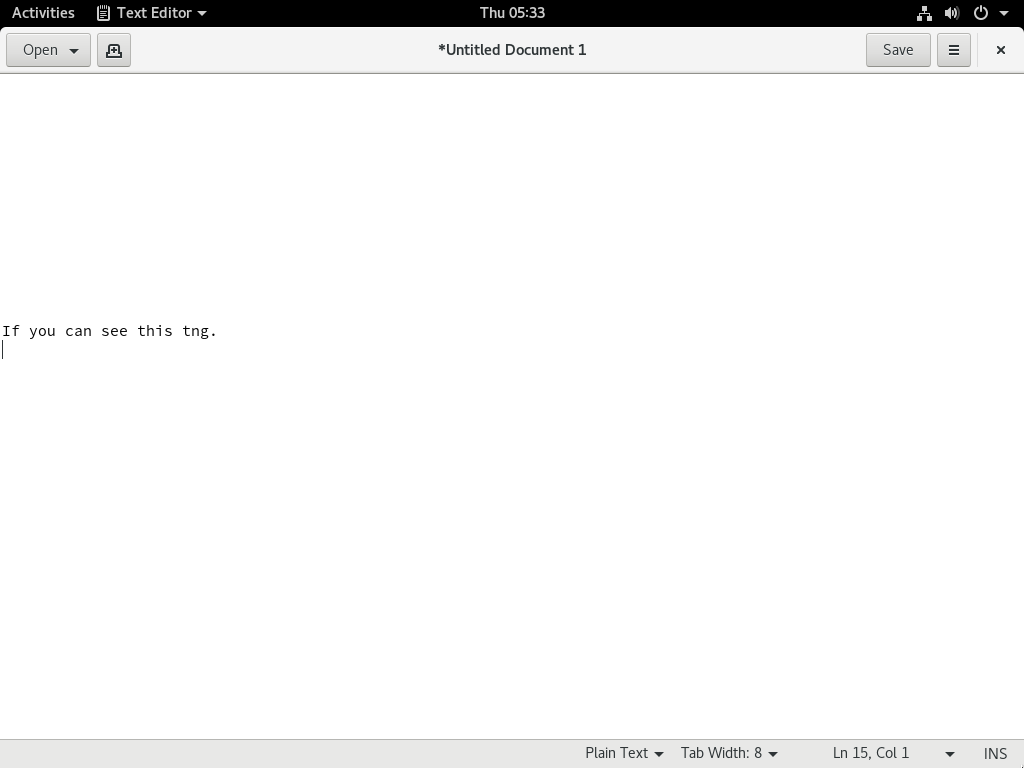 Activities Text Editor Thu 05:33
Open *Untitled Document 1 Save
If you can see this tng.
Plain Text Tab Width: 8 Ln 15, Col 1 INS